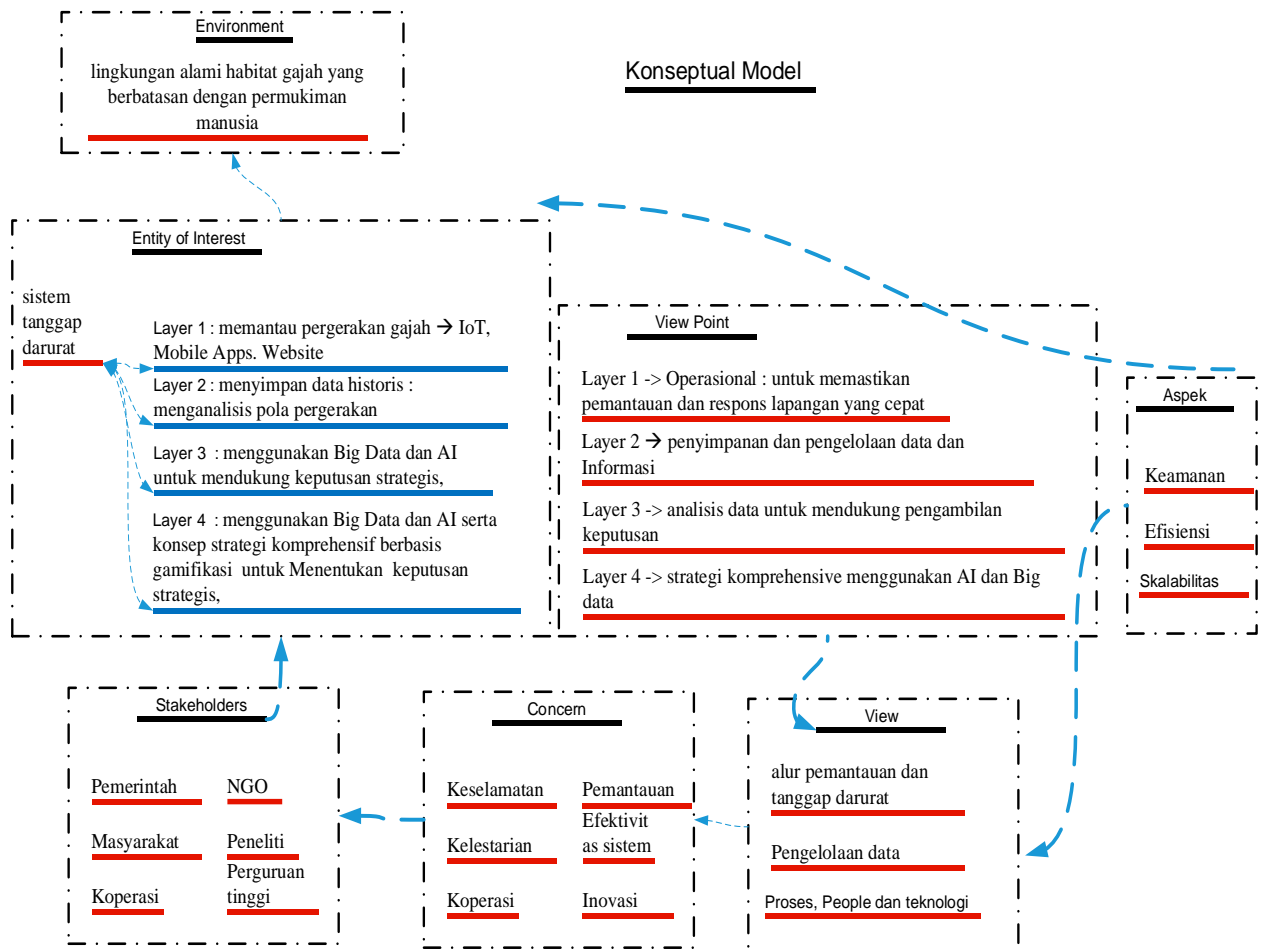 Environment
lingkungan alami habitat gajah yang
berbatasan dengan permukiman
manusia
Konseptual Model
Entity of Interest
sistem
tanggap
darurat
Layer 1 : memantau pergerakan gajah → IoT,
Mobile Apps. Website
Layer 2 : menyimpan data historis :
menganalisis pola pergerakan
Layer 3 : menggunakan Big Data dan AI
untuk mendukung keputusan strategis,
Layer 4 : menggunakan Big Data dan AI serta
konsep strategi komprehensif berbasis
gamifikasi untuk Menentukan keputusan
strategis,
View Point
Layer 1 -> Operasional : untuk memastikan
pemantauan dan respons lapangan yang cepat
Layer 2 → penyimpanan dan pengelolaan data dan
Informasi
Layer 3 -> analisis data untuk mendukung pengambilan
keputusan
Layer 4 -> strategi komprehensive menggunakan AI dan Big
data
Aspek
Keamanan
Efisiensi
Skalabilitas
Stakeholders
Pemerintah
NGO
Masyarakat
Peneliti
Koperasi
Perguruan
tinggi
Concern
Keselamatan
Pemantauan
Kelestarian
Efektivit
as sistem
Koperasi
Inovasi
View
alur pemantauan dan
tanggap darurat
Pengelolaan data
Proses, People dan teknologi